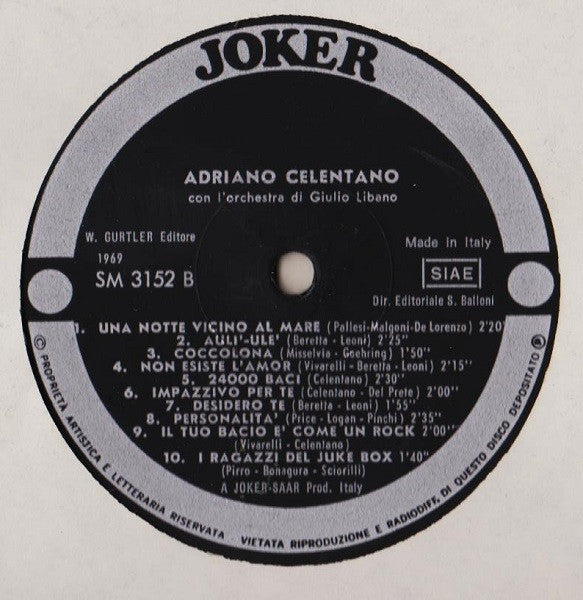 JOKER
ADRIANO CELENTANO
con l'orchestra di Giulio Libano
W. GURTLER Editore
1969
SM 3152 B
Made in Italy
SIAE
Dir. Editoriale S. Balloni
1. UNA NOTTE VICINO AL MARE (Pallesi-Malgoni-De Lorenzo) 2'20
2. AULI'-ULE' (Beretta - Leoni) 2'25''
3. COCCOLONA (Misselvia - Goehring) 1'50''
4. NON ESISTE L'AMOR (Vivarelli - Beretta - Leoni) 2'15''
5. 24000 BACI (Celentano) 2'30''
6. IMPAZZIVO PER TE (Celentano - Del Prete) 2'00''
7. DESIDERO TE (Beretta - Leoni) 1'55''
8. PERSONALITA' (Price - Logan - Pinchi) 2'35''
9. IL TUO BACIO E' COME UN ROCK 2'00''
(Vivarelli - Celentano)
10. I RAGAZZI DEL JUKE BOX 1'40''
(Pirro - Bonagura - Sciorilli)
A JOKER-SAAR Prod. Italy
© PROPRIETÀ ARTISTICA E LETTERARIA RISERVATA - VIETATA RIPRODUZIONE E RADIODIFF. DI QUESTO DISCO DEPOSITATO ℗